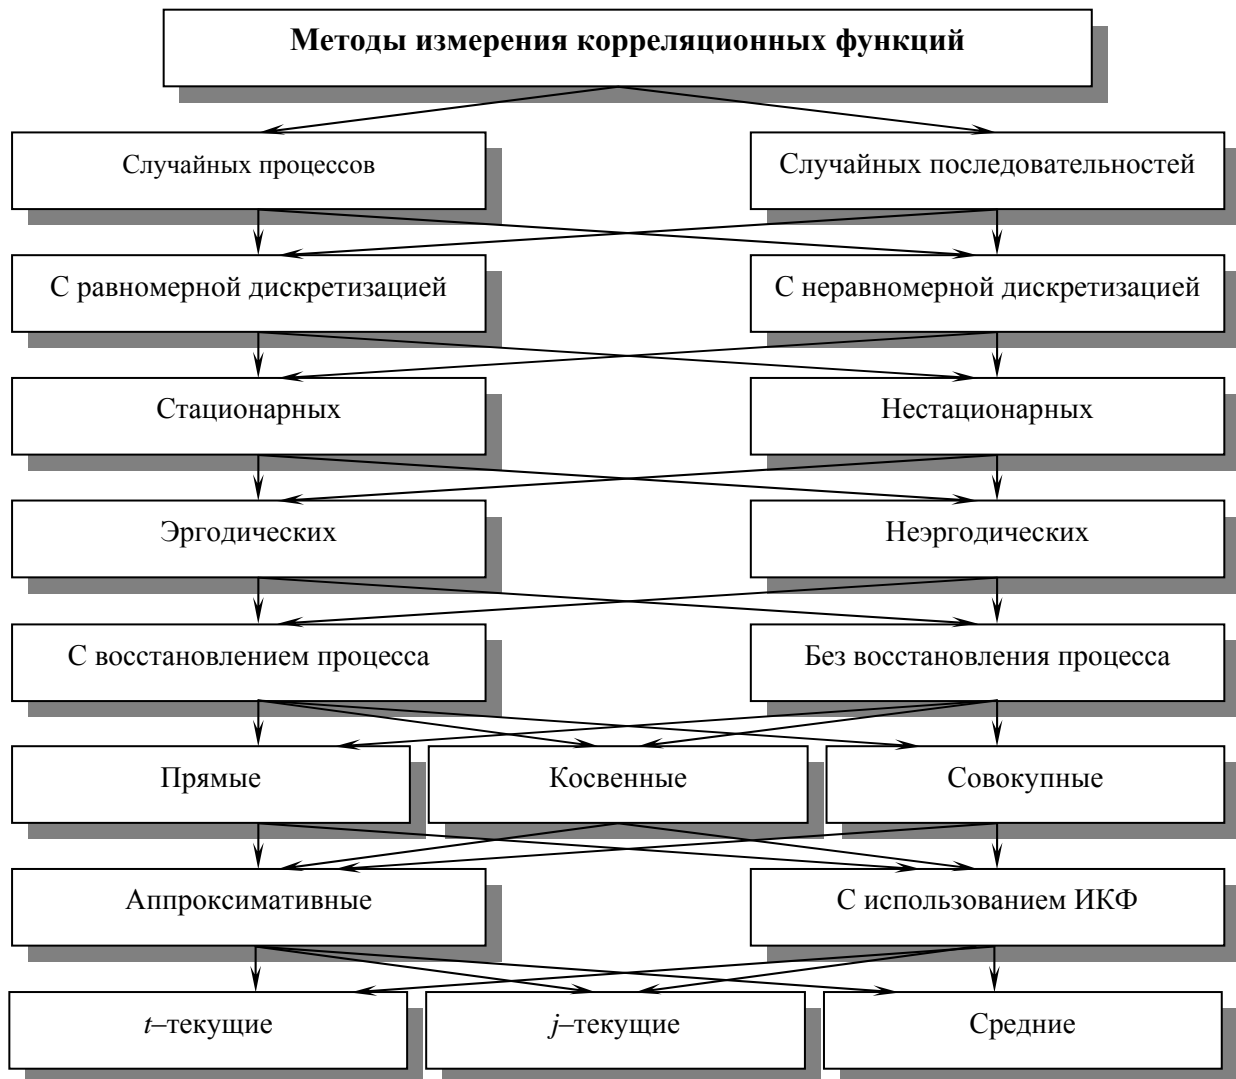 Методы измерения корреляционных функций
Случайных процессов
Случайных последовательностей
С равномерной дискретизацией
С неравномерной дискретизацией
Стационарных
Нестационарных
Эргодических
Неэргодических
С восстановлением процесса
Без восстановления процесса
Прямые
Косвенные
Совокупные
Аппроксимативные
С использованием ИКФ
t–текущие
j–текущие
Средние